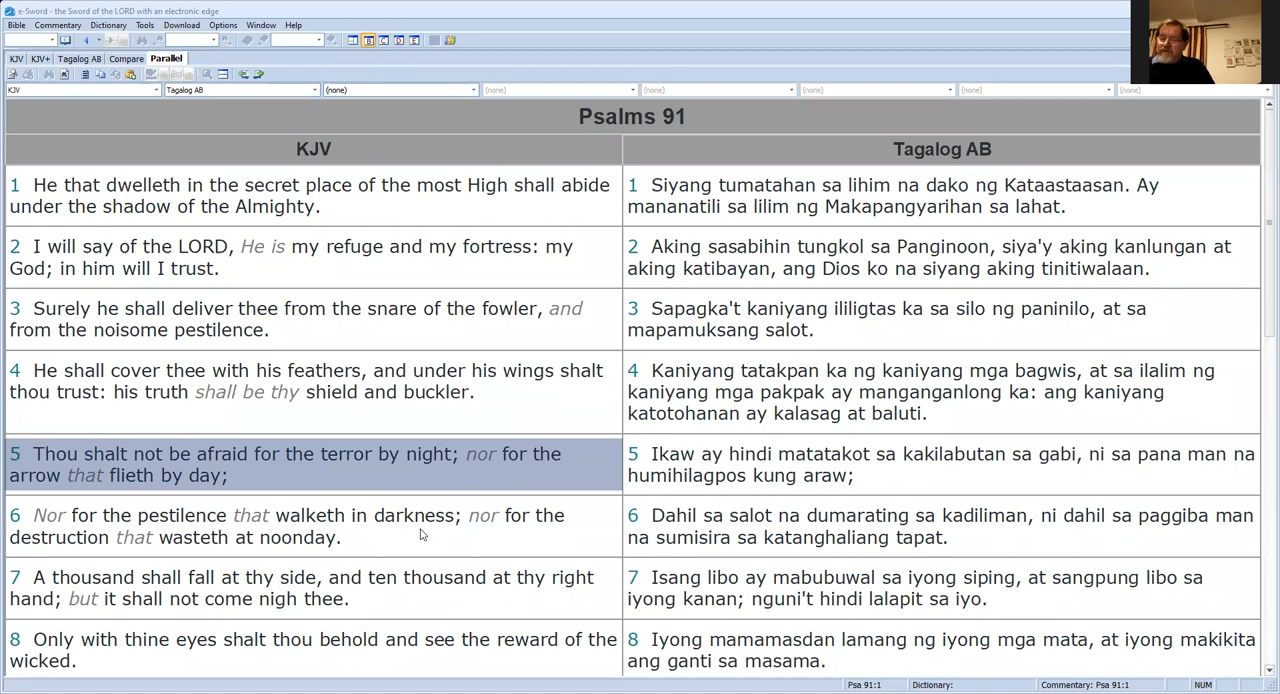 e-Sword - the Sword of the LORD with an electronic edge
Bible Commentary Dictionary Tools Download Options Window Help
KJV KJV+ Tagalog AB Compare Parallel
KJV Tagalog AB (none) (none) (none) (none) (none) (none)
Psalms 91
KJV
Tagalog AB
1 He that dwelleth in the secret place of the most High shall abide
under the shadow of the Almighty.
1 Siyang tumatahan sa lihim na dako ng Kataastaasan. Ay
mananatili sa lilim ng Makapangyarihan sa lahat.
2 I will say of the LORD, He is my refuge and my fortress: my
God; in him will I trust.
2 Aking sasabihin tungkol sa Panginoon, siya'y aking kanlungan at
aking katibayan, ang Dios ko na siyang aking tinitiwalaan.
3 Surely he shall deliver thee from the snare of the fowler, and
from the noisome pestilence.
3 Sapagka't kaniyang ililigtas ka sa silo ng paninilo, at sa
mapamuksang salot.
4 He shall cover thee with his feathers, and under his wings shalt
thou trust: his truth shall be thy shield and buckler.
4 Kaniyang tatakpan ka ng kaniyang mga bagwis, at sa ilalim ng
kaniyang mga pakpak ay manganganlong ka: ang kaniyang
katotohanan ay kalasag at baluti.
5 Thou shalt not be afraid for the terror by night; nor for the
arrow that flieth by day;
5 Ikaw ay hindi matatakot sa kakilabutan sa gabi, ni sa pana man na
humihilagpos kung araw;
6 Nor for the pestilence that walketh in darkness; nor for the
destruction that wasteth at noonday.
6 Dahil sa salot na dumarating sa kadiliman, ni dahil sa paggiba man
na sumisira sa katanghaliang tapat.
7 A thousand shall fall at thy side, and ten thousand at thy right
hand; but it shall not come nigh thee.
7 Isang libo ay mabubuwal sa iyong siping, at sangpung libo sa
iyong kanan; nguni't hindi lalapit sa iyo.
8 Only with thine eyes shalt thou behold and see the reward of the
wicked.
8 Iyong mamamasdan lamang ng iyong mga mata, at iyong makikita
ang ganti sa masama.
Psa 91:1 Dictionary: Commentary: Psa 91:1 NUM